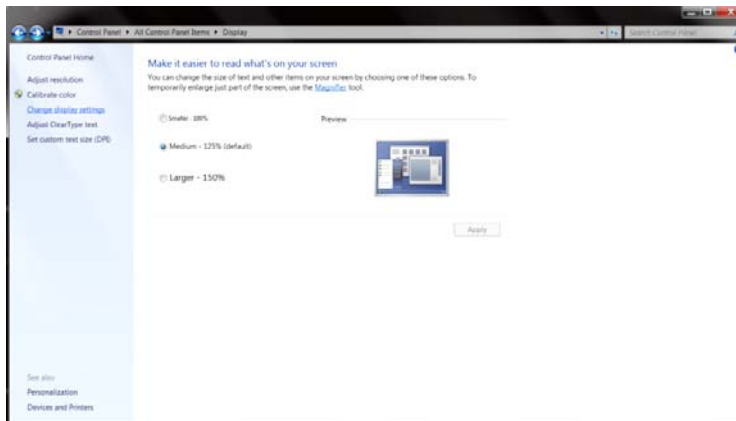 Control Panel ▸ All Control Panel Items ▸ Display
Search Control Panel
Control Panel Home
Adjust resolution
Calibrate color
Change display settings
Adjust ClearType text
Set custom text size (DPI)
Make it easier to read what's on your screen
You can change the size of text and other items on your screen by choosing one of these options. To
temporarily enlarge just part of the screen, use the Magnifier tool.
Smaller - 100%
Preview
Medium - 125% (default)
Larger - 150%
Apply
See also
Personalization
Devices and Printers